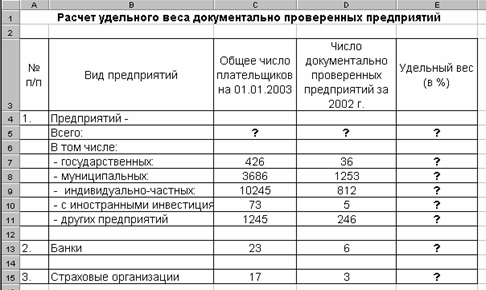 A B C D E
1 Расчет удельного веса документально проверенных предприятий
2
3 № п/п Вид предприятий Общее число плательщиков на 01.01.2003 Число документально проверенных предприятий за 2002 г. Удельный вес (в %)
4 1. Предприятий -
5 Всего: ? ? ?
6 В том числе:
7 - государственных: 426 36 ?
8 - муниципальных: 3686 1253 ?
9 - индивидуально-частных: 10245 812 ?
10 - с иностранными инвестиция 73 5 ?
11 - других предприятий 1245 246 ?
12
13 2. Банки 23 6 ?
14
15 3. Страховые организации 17 3 ?